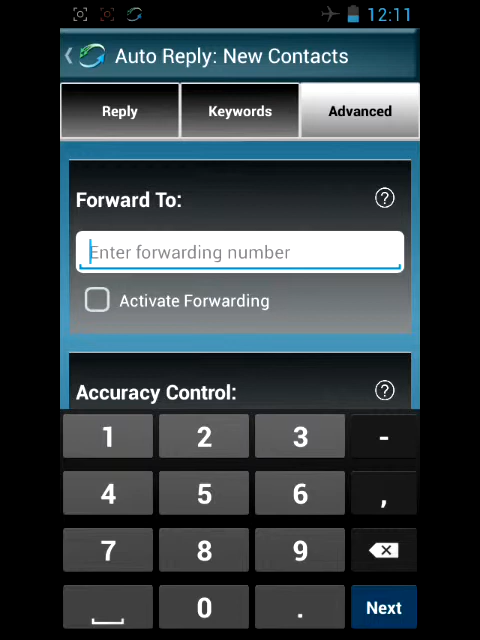 12:11
Auto Reply: New Contacts
Reply Keywords Advanced
Forward To:
Enter forwarding number
Activate Forwarding
Accuracy Control:
1 2 3 -
4 5 6 ,
7 8 9
0 . Next